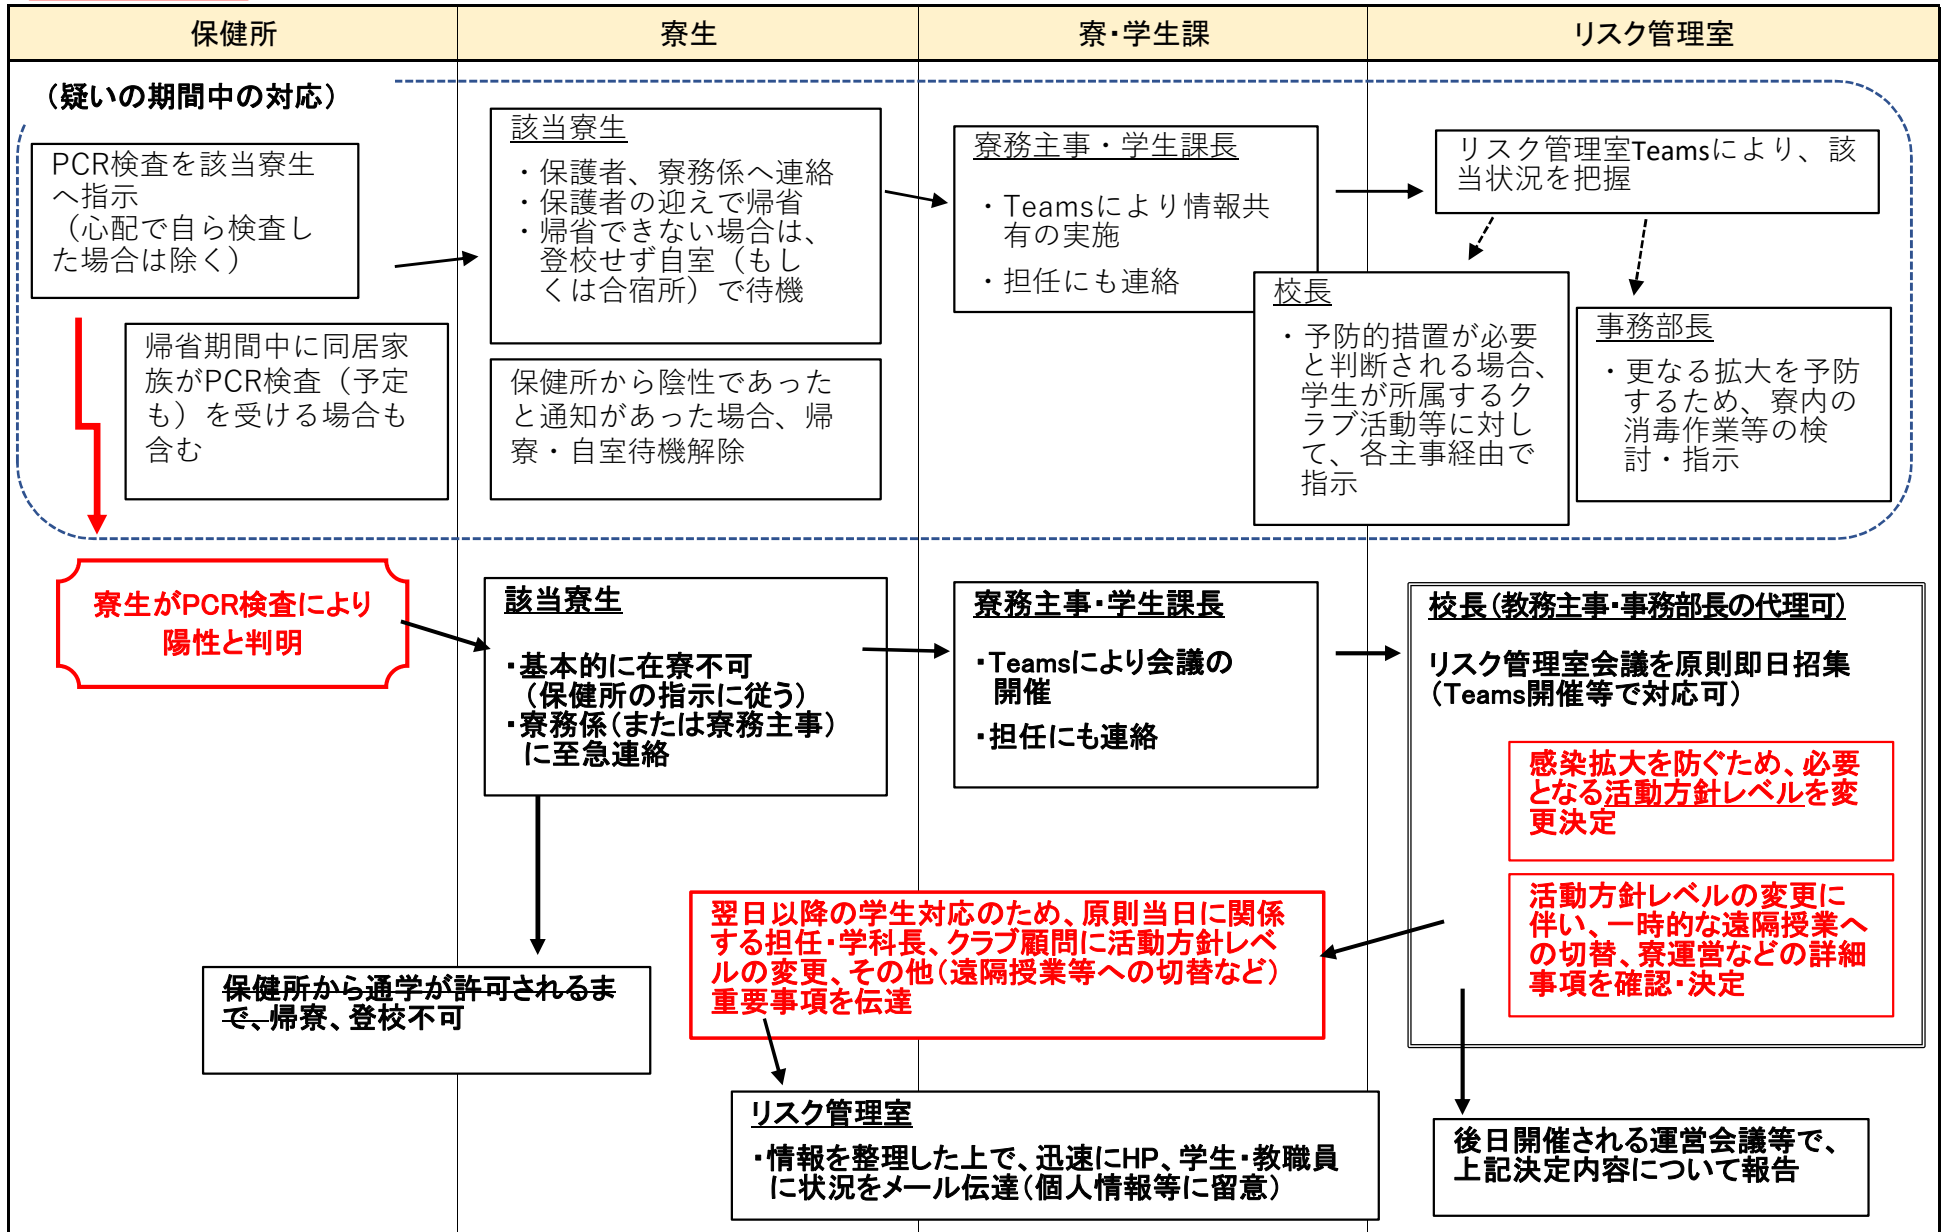 保健所
寮生
寮・学生課
リスク管理室
（疑いの期間中の対応）
PCR検査を該当寮生
へ指示
（心配で自ら検査し
た場合は除く）
帰省期間中に同居家
族がPCR検査（予定
も）を受ける場合も
含む
該当寮生
・保護者、寮務係へ連絡
・保護者の迎えで帰省
・帰省できない場合は、
登校せず自室（もし
くは合宿所）で待機
保健所から陰性であった
と通知があった場合、帰
寮・自室待機解除
寮務主事・学生課長
・Teamsにより情報共
有の実施
・担任にも連絡
リスク管理室Teamsにより、該
当状況を把握
校長
・予防的措置が必要
と判断される場合、
学生が所属するク
ラブ活動等に対し
て、各主事経由で
指示
事務部長
・更なる拡大を予防
するため、寮内の
消毒作業等の検
討・指示
寮生がPCR検査により
陽性と判明
該当寮生
・基本的に在寮不可
（保健所の指示に従う）
・寮務係（または寮務主事）
に至急連絡
寮務主事・学生課長
・Teamsにより会議の
開催
・担任にも連絡
校長（教務主事・事務部長の代理可）
リスク管理室会議を原則即日招集
（Teams開催等で対応可）
感染拡大を防ぐため、必要
となる活動方針レベルを変
更決定
活動方針レベルの変更に
伴い、一時的な遠隔授業へ
の切替、寮運営などの詳細
事項を確認・決定
翌日以降の学生対応のため、原則当日に関係
する担任・学科長、クラブ顧問に活動方針レベ
ルの変更、その他（遠隔授業等への切替など）
重要事項を伝達
保健所から通学が許可されるま
で、帰寮、登校不可
リスク管理室
・情報を整理した上で、迅速にHP、学生・教職員
に状況をメール伝達（個人情報等に留意）
後日開催される運営会議等で、
上記決定内容について報告